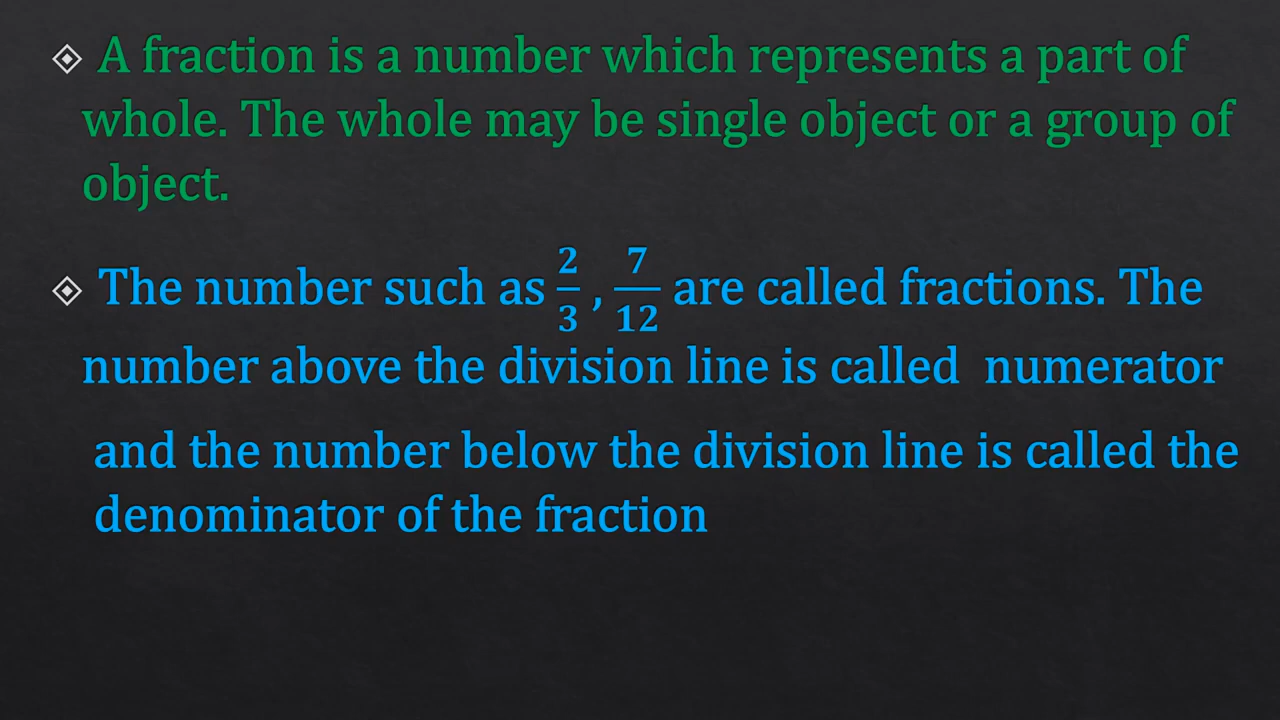 A fraction is a number which represents a part of
whole. The whole may be single object or a group of
object.
The number such as 2/3 , 7/12 are called fractions. The
number above the division line is called numerator
and the number below the division line is called the
denominator of the fraction